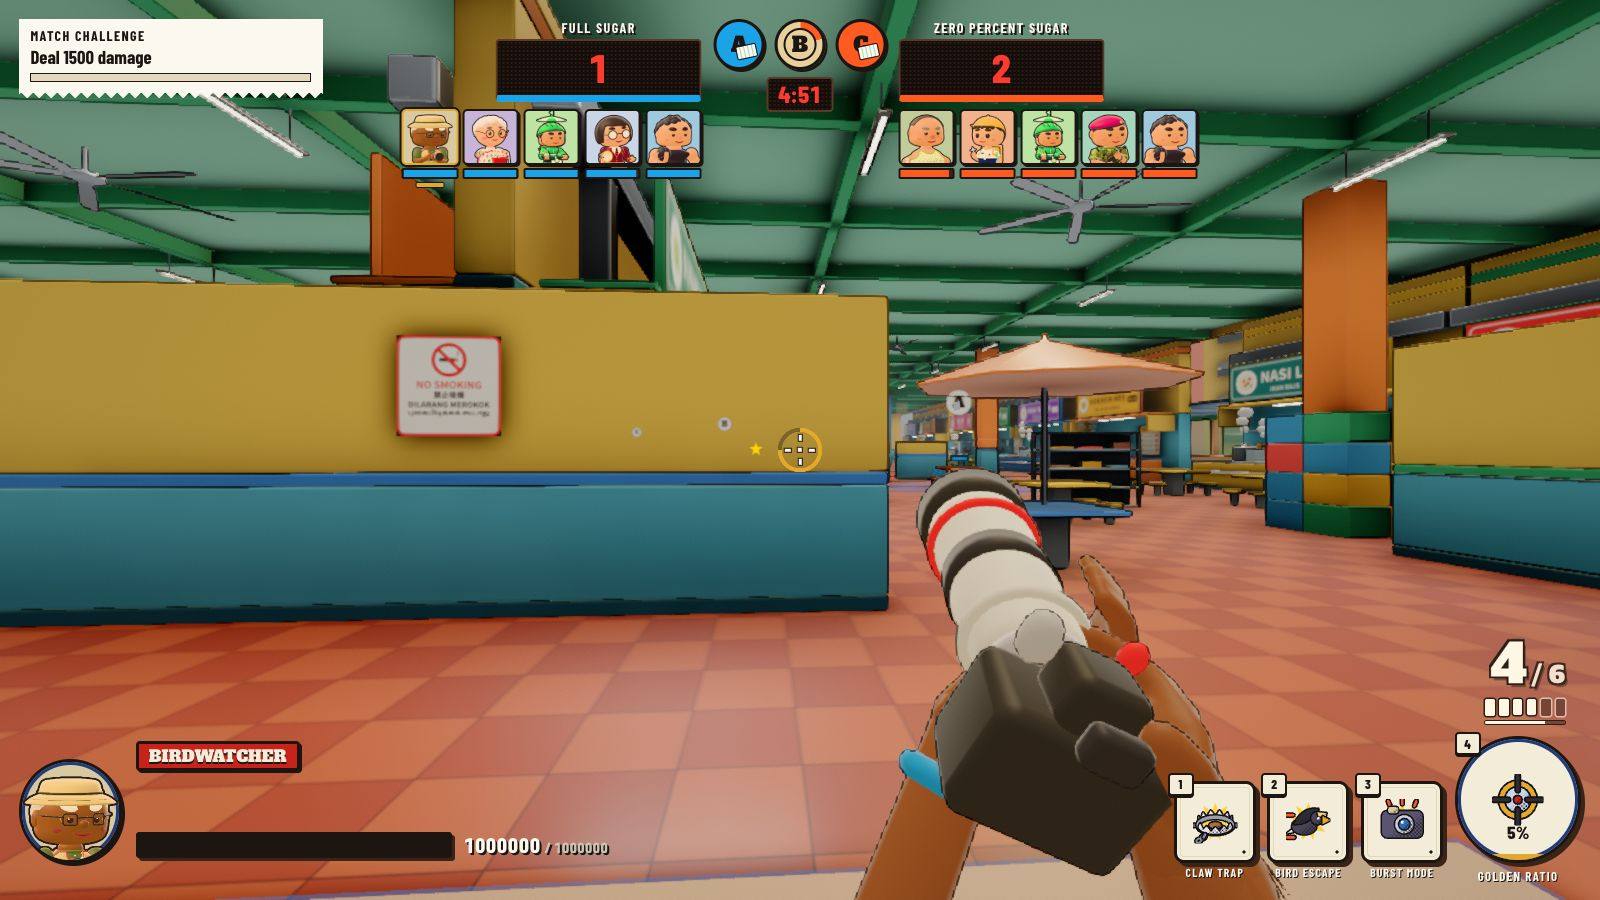 MATCH CHALLENGE
Deal 1500 damage
FULL SUGAR
1
A
B
C
ZERO PERCENT SUGAR
2
4:51
NO SMOKING
DILARANG MEROKOK
A
NASI L
BIRDWATCHER
1000000 / 1000000
4/6
4
5%
GOLDEN RATIO
1
CLAW TRAP
2
BIRD ESCAPE
3
BURST MODE